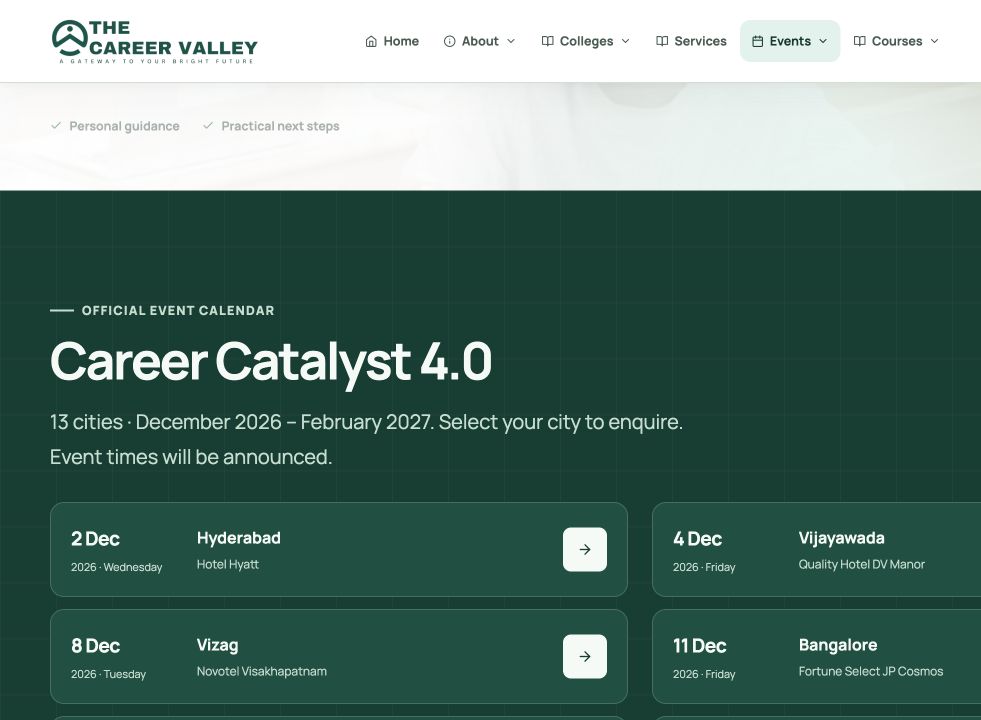 THE
CAREER VALLEY
A GATEWAY TO YOUR BRIGHT FUTURE
Home
About
Colleges
Services
Events
Courses
Personal guidance
Practical next steps
OFFICIAL EVENT CALENDAR
Career Catalyst 4.0
13 cities · December 2026 – February 2027. Select your city to enquire.
Event times will be announced.
2 Dec
2026 · Wednesday
Hyderabad
Hotel Hyatt
4 Dec
2026 · Friday
Vijayawada
Quality Hotel DV Manor
8 Dec
2026 · Tuesday
Vizag
Novotel Visakhapatnam
11 Dec
2026 · Friday
Bangalore
Fortune Select JP Cosmos